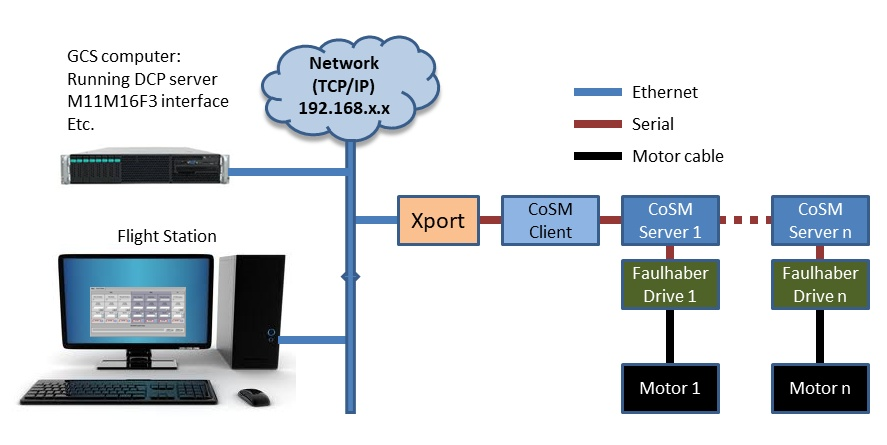 GCS computer:
Running DCP server
M11M16F3 interface
Etc.
Network
(TCP/IP)
192.168.x.x
Ethernet
Serial
Motor cable
Flight Station
Xport
CoSM
Client
CoSM
Server 1
CoSM
Server n
Faulhaber
Drive 1
Faulhaber
Drive n
Motor 1
Motor n